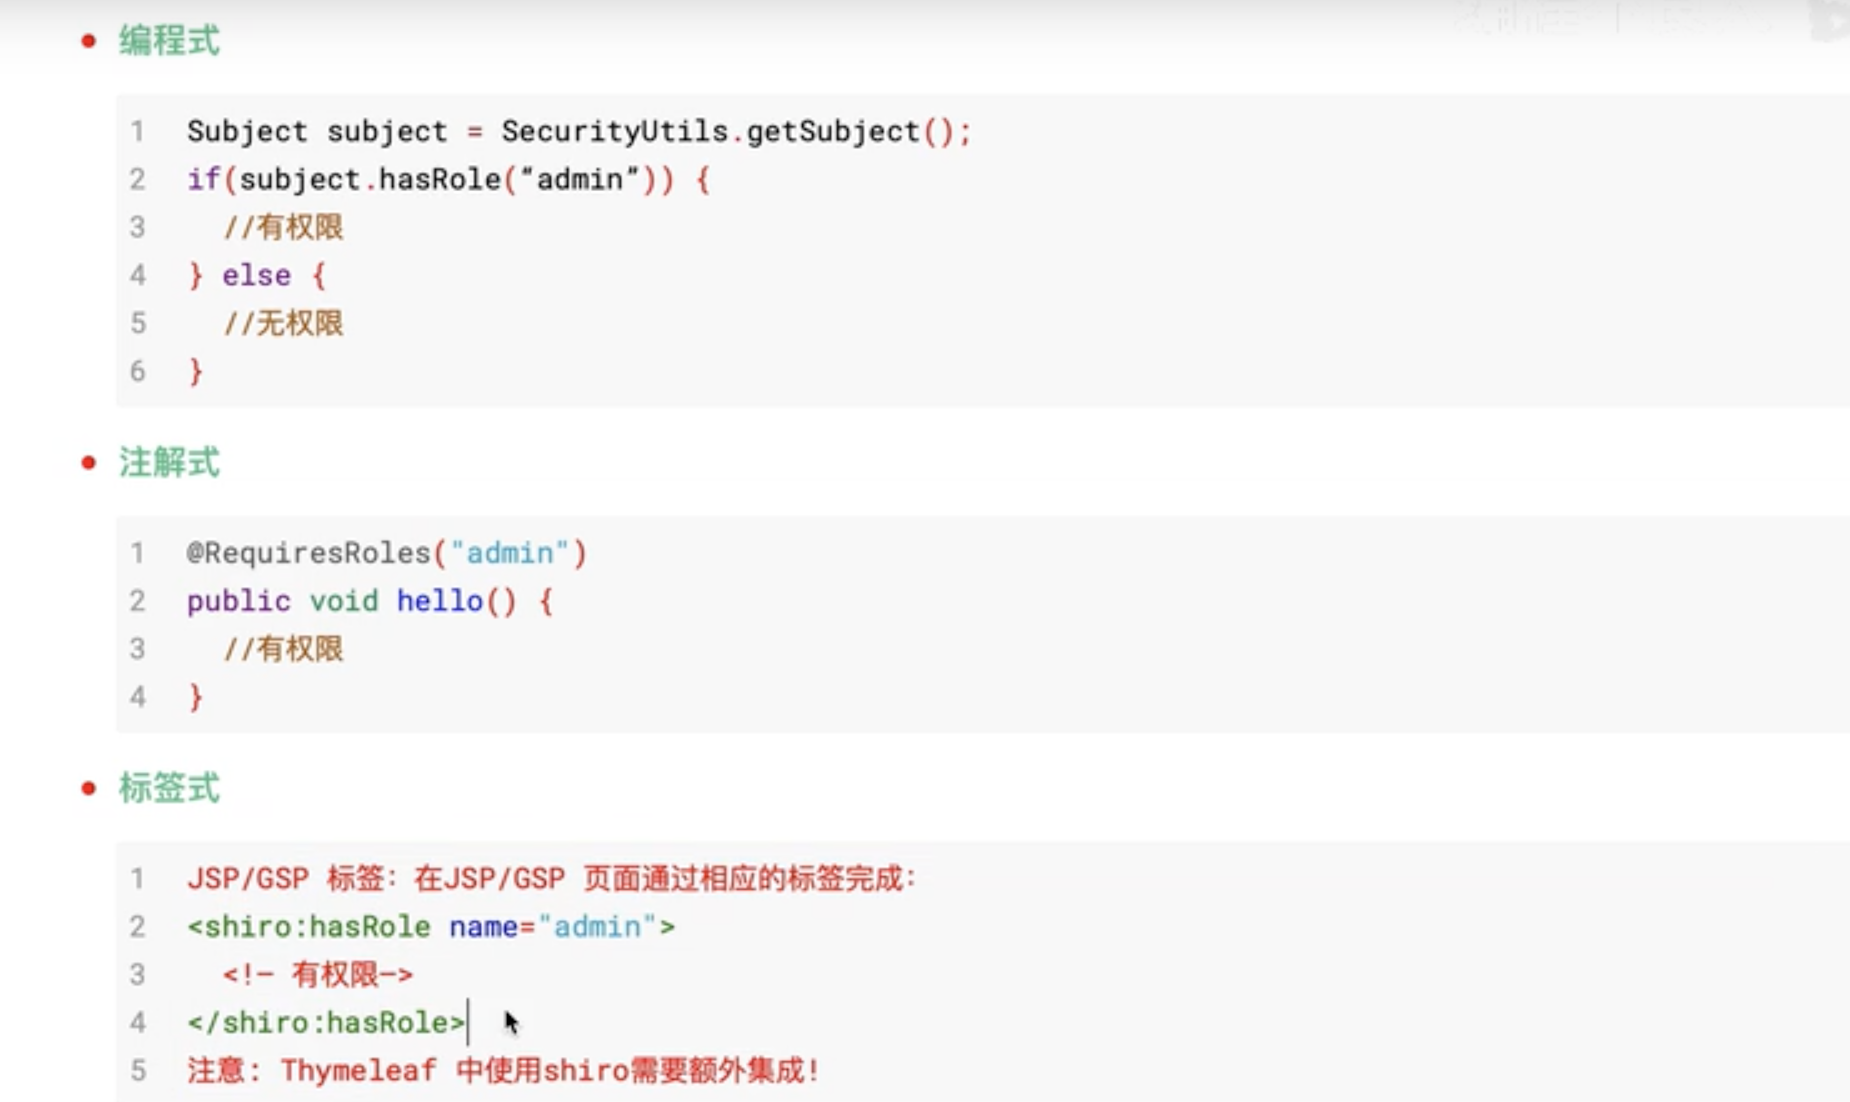 编程式
1 Subject subject = SecurityUtils.getSubject();
2 if(subject.hasRole(“admin”)) {
3 //有权限
4 } else {
5 //无权限
6 }
注解式
1 @RequiresRoles("admin")
2 public void hello() {
3 //有权限
4 }
标签式
1 JSP/GSP 标签：在JSP/GSP 页面通过相应的标签完成：
2 <shiro:hasRole name="admin">
3 <!— 有权限—>
4 </shiro:hasRole>
5 注意: Thymeleaf 中使用shiro需要额外集成!